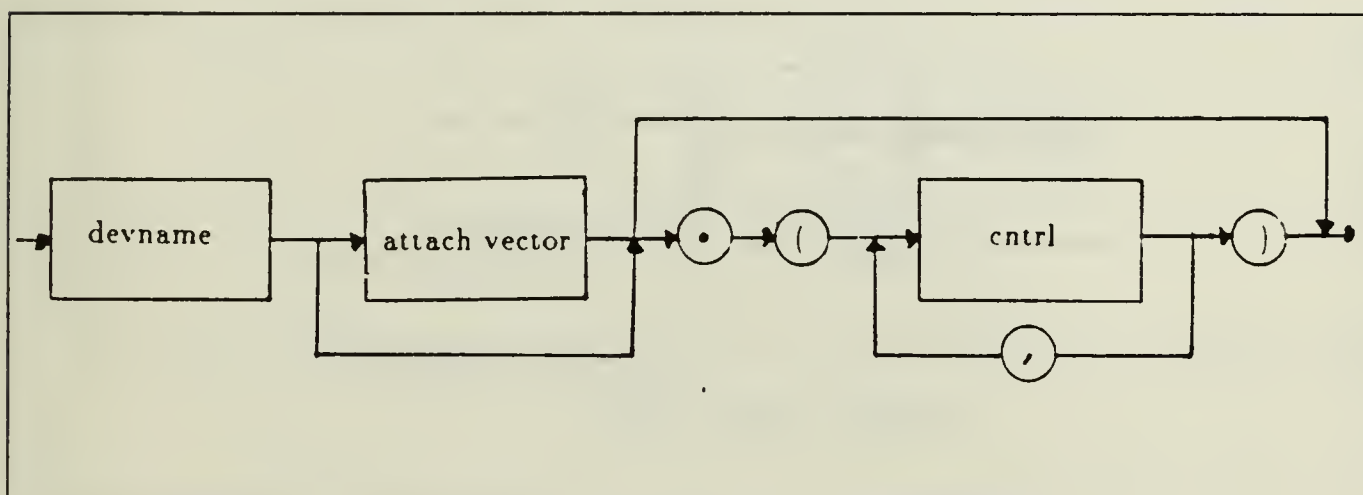 devname
attach vector
.
(
cntrl
)
,